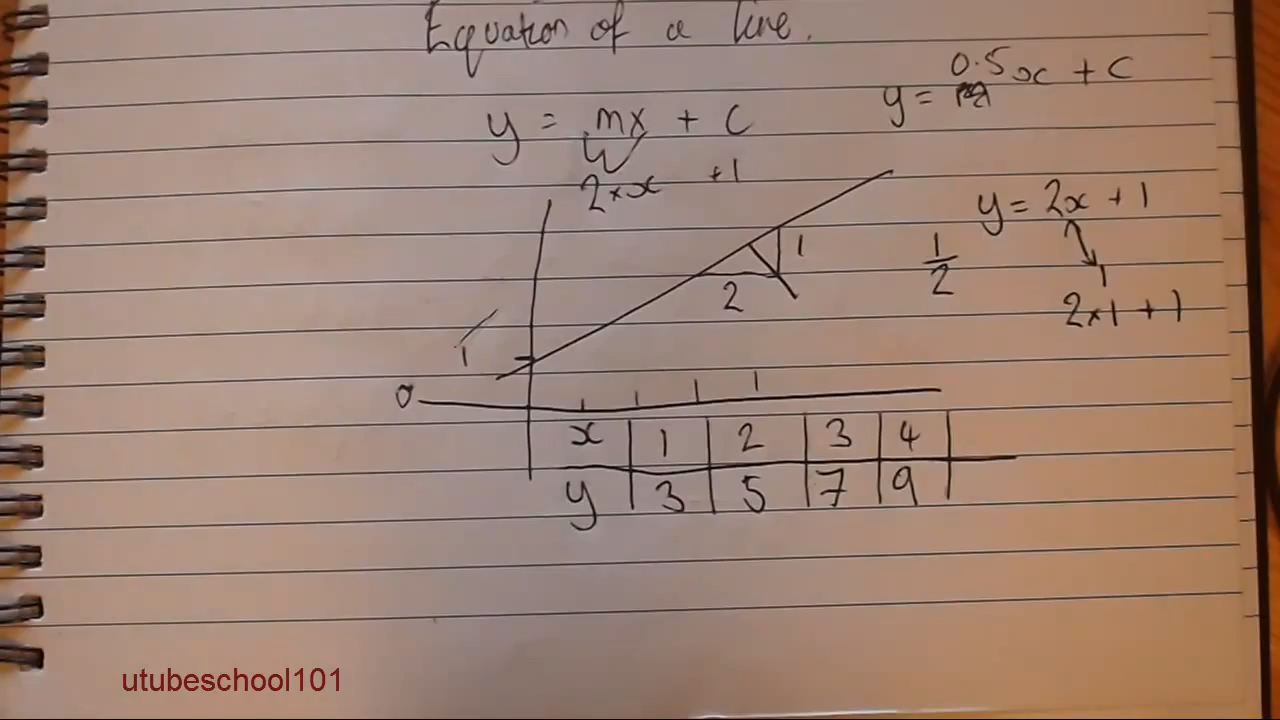 Equation of a line.
0.5x + c
y =
y = mx + c
2 × x + 1
y = 2x + 1
1
1/2
2
2×1 + 1
1
0
x 1 2 3 4
y 3 5 7 9
utubeschool101